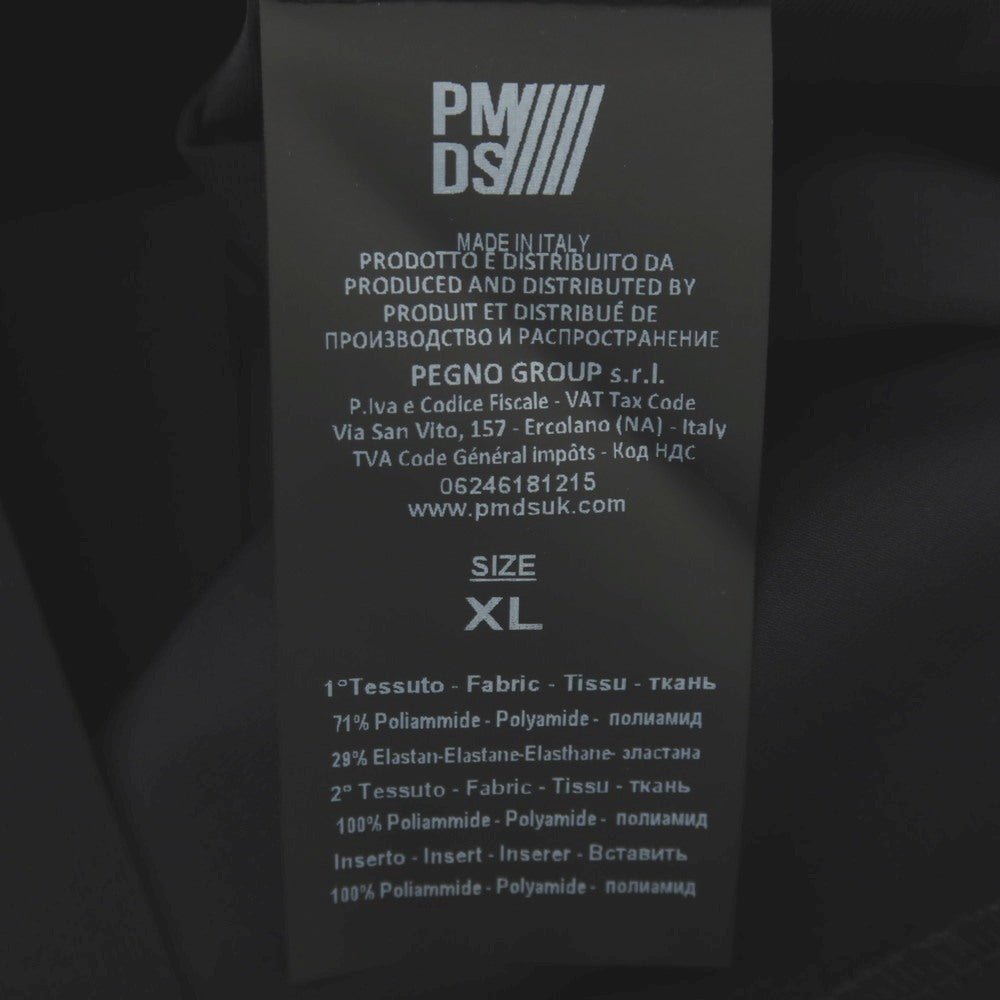 PM
DS
MADE IN ITALY
PRODOTTO E DISTRIBUITO DA
PRODUCED AND DISTRIBUTED BY
PRODUIT ET DISTRIBUÉ DE
ПРОИЗВОДСТВО И РАСПРОСТРАНЕНИЕ
PEGNO GROUP s.r.l.
P.Iva e Codice Fiscale - VAT Tax Code
Via San Vito, 157 - Ercolano (NA) - Italy
TVA Code Général impôts - Код НДС
06246181215
www.pmdsuk.com
SIZE
XL
1° Tessuto - Fabric - Tissu - ткань
71% Poliammide - Polyamide - полиамид
29% Elastan-Elastane-Elasthane- эластана
2° Tessuto - Fabric - Tissu - ткань
100% Poliammide - Polyamide - полиамид
Inserto - Insert - Inserer - Вставить
100% Poliammide - Polyamide - полиамид